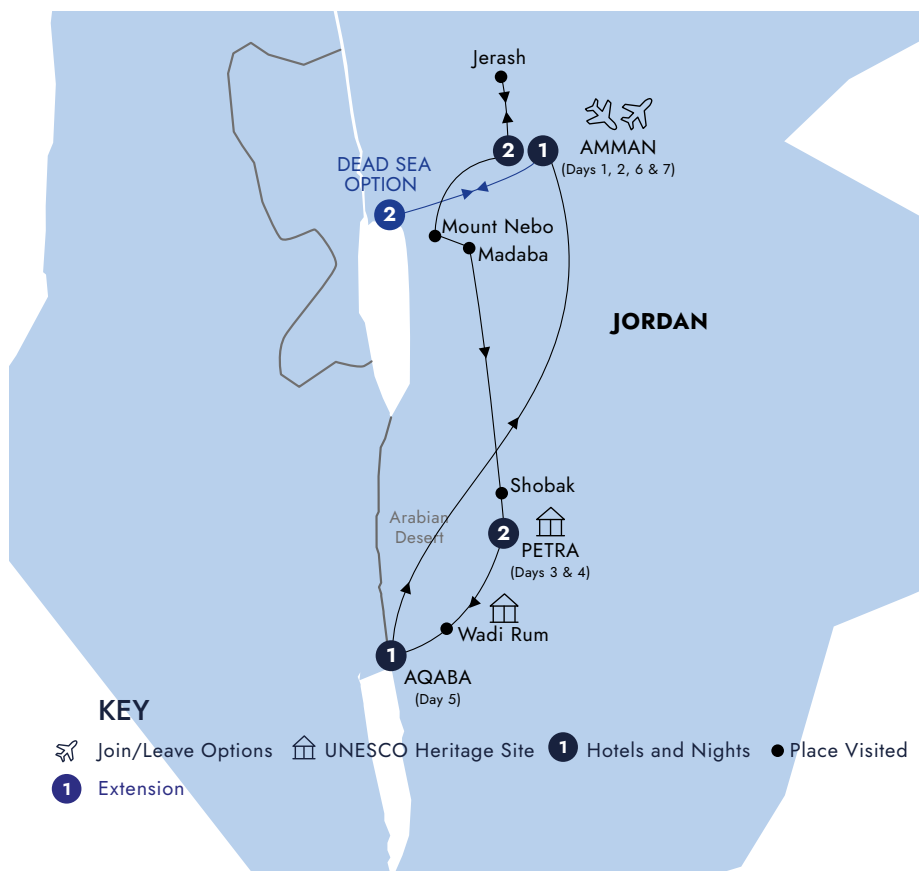 Jerash
2
1
AMMAN
(Days 1, 2, 6 & 7)
DEAD SEA
OPTION
2
Mount Nebo
Madaba
JORDAN
Shobak
Arabian
Desert
2
PETRA
(Days 3 & 4)
Wadi Rum
1
AQABA
(Day 5)
KEY
Join/Leave Options
UNESCO Heritage Site
1
Hotels and Nights
Place Visited
1
Extension